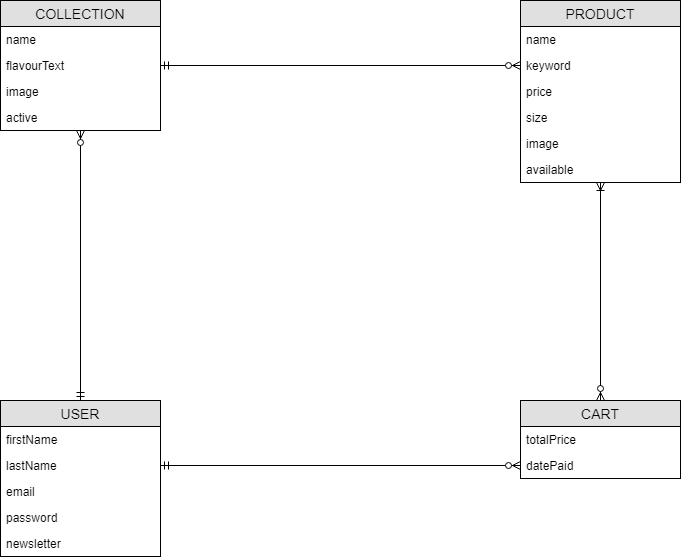 COLLECTION
name
flavourText
image
active
PRODUCT
name
keyword
price
size
image
available
USER
firstName
lastName
email
password
newsletter
CART
totalPrice
datePaid